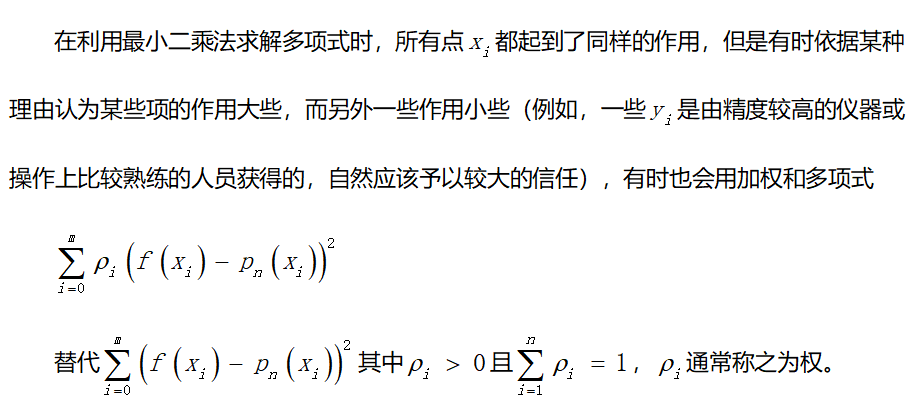 在利用最小二乘法求解多项式时，所有点 $x_i$ 都起到了同样的作用，但是有时依据某种
理由认为某些项的作用大些，而另外一些作用小些（例如，一些 $y_i$ 是由精度较高的仪器或
操作上比较熟练的人员获得的，自然应该予以较大的信任），有时也会用加权和多项式
$\sum_{i=0}^{m} \rho_i \left( f\left(x_i\right) - p_n\left(x_i\right) \right)^2$
替代 $\sum_{i=0}^{m} \left( f\left(x_i\right) - p_n\left(x_i\right) \right)^2$ 其中 $\rho_i > 0$ 且 $\sum_{i=1}^{n} \rho_i = 1$，$\rho_i$ 通常称之为权。